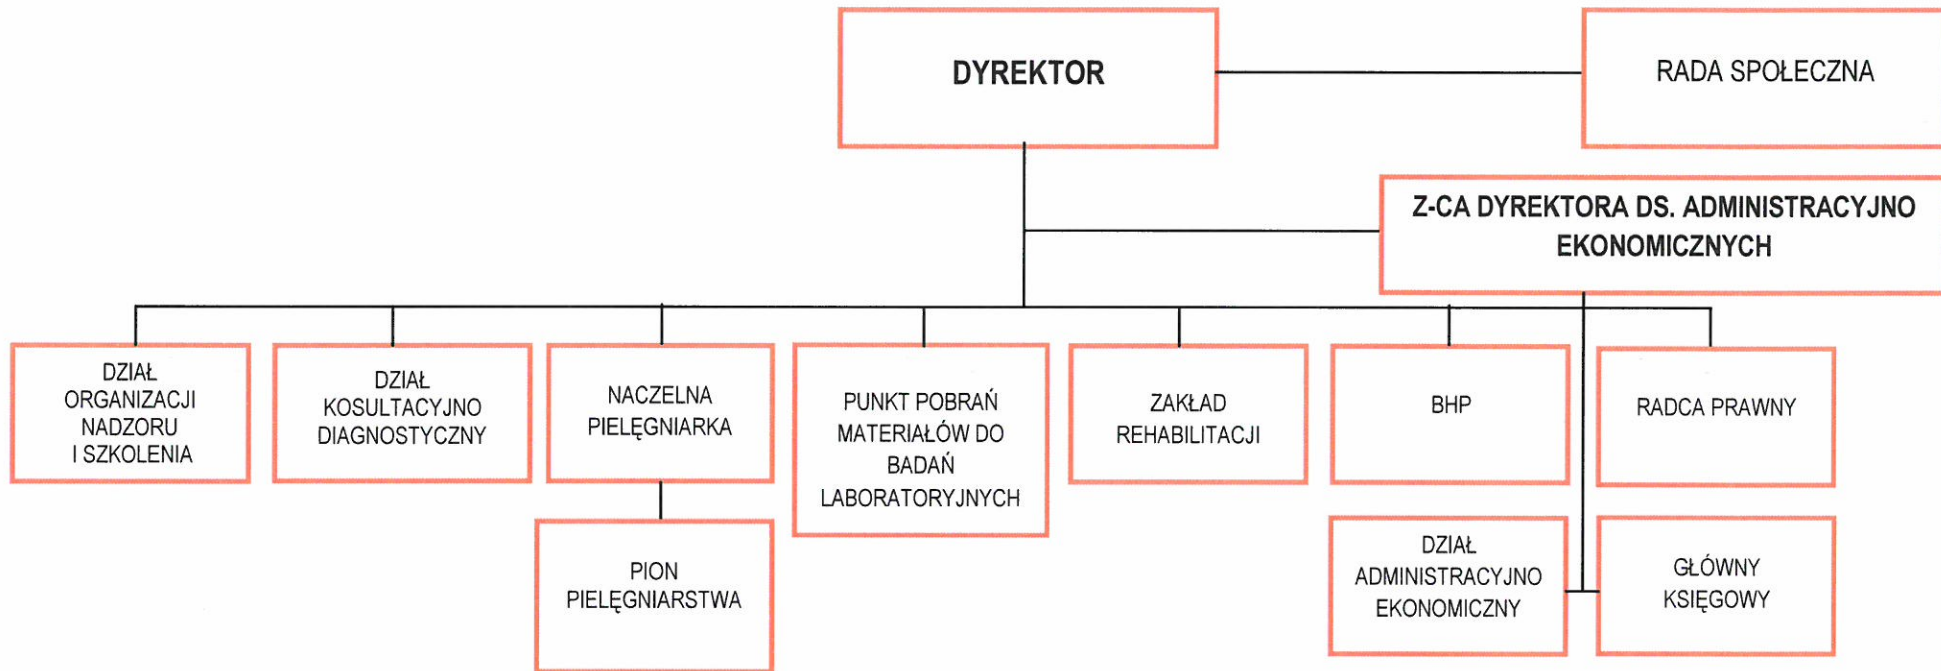 DYREKTOR
RADA SPOŁECZNA
Z-CA DYREKTORA DS. ADMINISTRACYJNO
EKONOMICZNYCH
DZIAŁ
ORGANIZACJI
NADZORU
I SZKOLENIA
DZIAŁ
KOSULTACYJNO
DIAGNOSTYCZNY
NACZELNA
PIELĘGNIARKA
PUNKT POBRAŃ
MATERIAŁÓW DO
BADAŃ
LABORATORYJNYCH
ZAKŁAD
REHABILITACJI
BHP
RADCA PRAWNY
PION
PIELĘGNIARSTWA
DZIAŁ
ADMINISTRACYJNO
EKONOMICZNY
GŁÓWNY
KSIĘGOWY